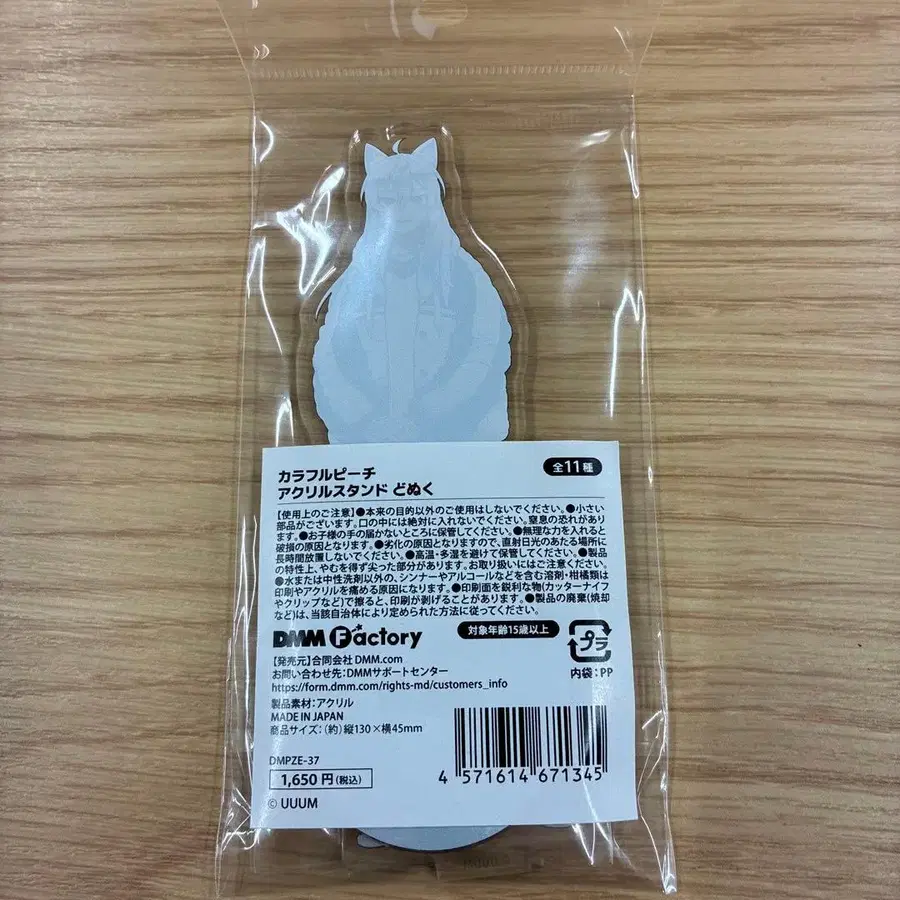 カラフルピーチ
全11種
アクリルスタンド どぬく
【使用上のご注意】●本来の目的以外のご使用はしないでください。●小さい
部品がございます。口の中には絶対に入れないでください。窒息の恐れがあり
ます。●お子様の手の届かないところに保管してください。●無理な力を入れると
破損の原因となります。●劣化の原因となりますので、直射日光のあたる場所に
長時間放置しないでください。●高温・多湿を避けて保管してください。●製品
の特性上、やむを得ず尖った部分があります。お取り扱いにはご注意ください。
●水または中性洗剤以外の、シンナーやアルコールなどを含む溶剤・柑橘類は
印刷やアクリルを痛める原因になります。●印刷面を鋭利な物(カッターナイフ
やクリップなど)で擦ると、印刷が剥げることがあります。●製品の廃棄(焼却
など)は、当該自治体により定められた方法に従ってください。
DMM Factory
対象年齢15歳以上
プラ
内袋:PP
【発売元】合同会社DMM.com
お問い合わせ先:DMMサポートセンター
https://form.dmm.com/rights-md/customers_info
製品素材:アクリル
MADE IN JAPAN
商品サイズ:(約)縦130×横45mm
DMPZE-37
1,650円(税込)
4 571614 671345
© UUUM